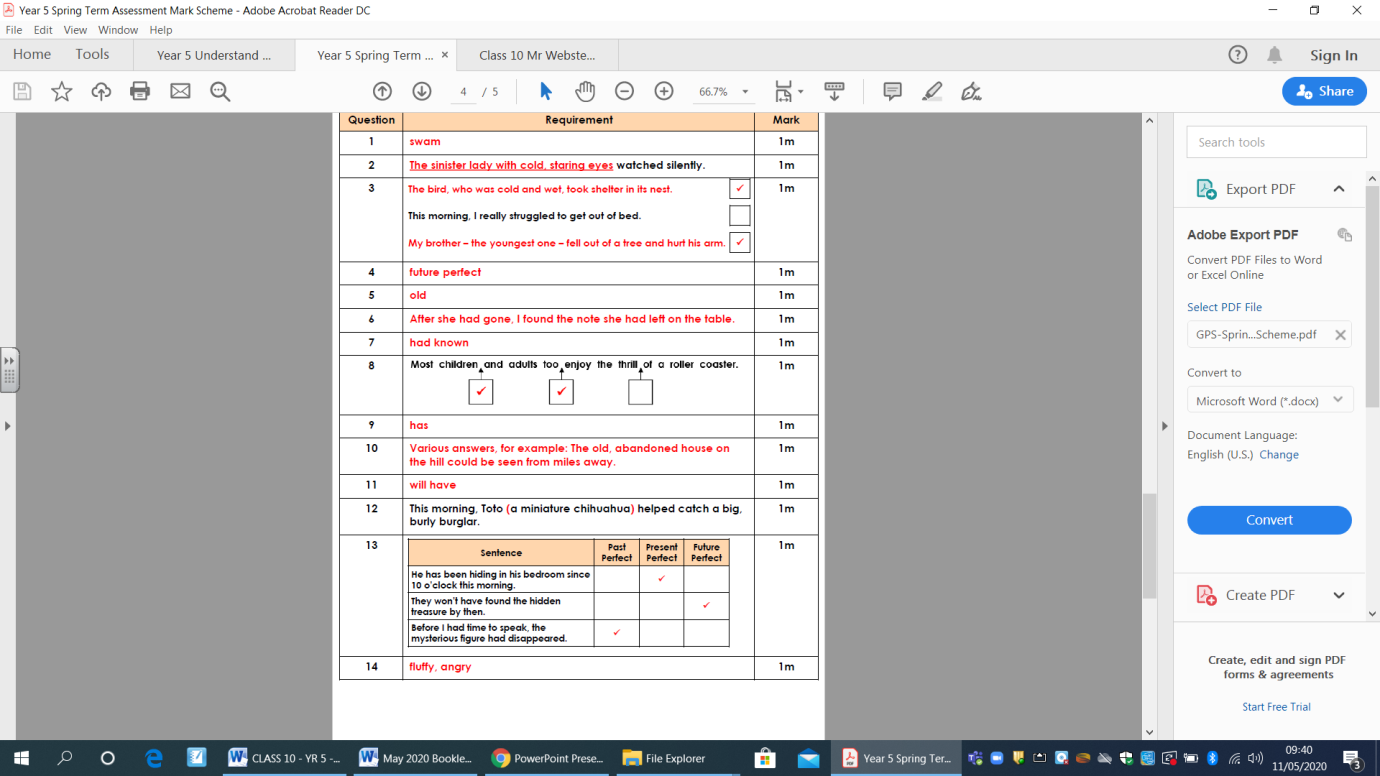 Year 5 Spring Term Assessment Mark Scheme - Adobe Acrobat Reader DC
File Edit View Window Help
Home Tools Year 5 Understand ... Year 5 Spring Term ... × Class 10 Mr Webste... Sign In
4 / 5 66.7% Share
Question Requirement Mark
1 swam 1m
2 The sinister lady with cold, staring eyes watched silently. 1m
3 The bird, who was cold and wet, took shelter in its nest. ✓ 1m
This morning, I really struggled to get out of bed.
My brother – the youngest one – fell out of a tree and hurt his arm. ✓
4 future perfect 1m
5 old 1m
6 After she had gone, I found the note she had left on the table. 1m
7 had known 1m
8 Most children and adults too enjoy the thrill of a roller coaster. 1m
✓ ✓
9 has 1m
10 Various answers, for example: The old, abandoned house on 1m
the hill could be seen from miles away.
11 will have 1m
12 This morning, Toto (a miniature chihuahua) helped catch a big, 1m
burly burglar.
13 1m
Sentence Past Perfect Present Perfect Future Perfect
He has been hiding in his bedroom since ✓
10 o'clock this morning.
They won't have found the hidden ✓
treasure by then.
Before I had time to speak, the ✓
mysterious figure had disappeared.
14 fluffy, angry 1m
Search tools
Export PDF
Adobe Export PDF
Convert PDF Files to Word
or Excel Online
Select PDF File
GPS-Sprin...Scheme.pdf ×
Convert to
Microsoft Word (*.docx)
Document Language:
English (U.S.) Change
Convert
Create PDF
Create, edit and sign PDF
forms & agreements
Start Free Trial
CLASS 10 - YR 5 -... May 2020 Bookle... PowerPoint Prese... File Explorer Year 5 Spring Ter... 09:40
11/05/2020 3